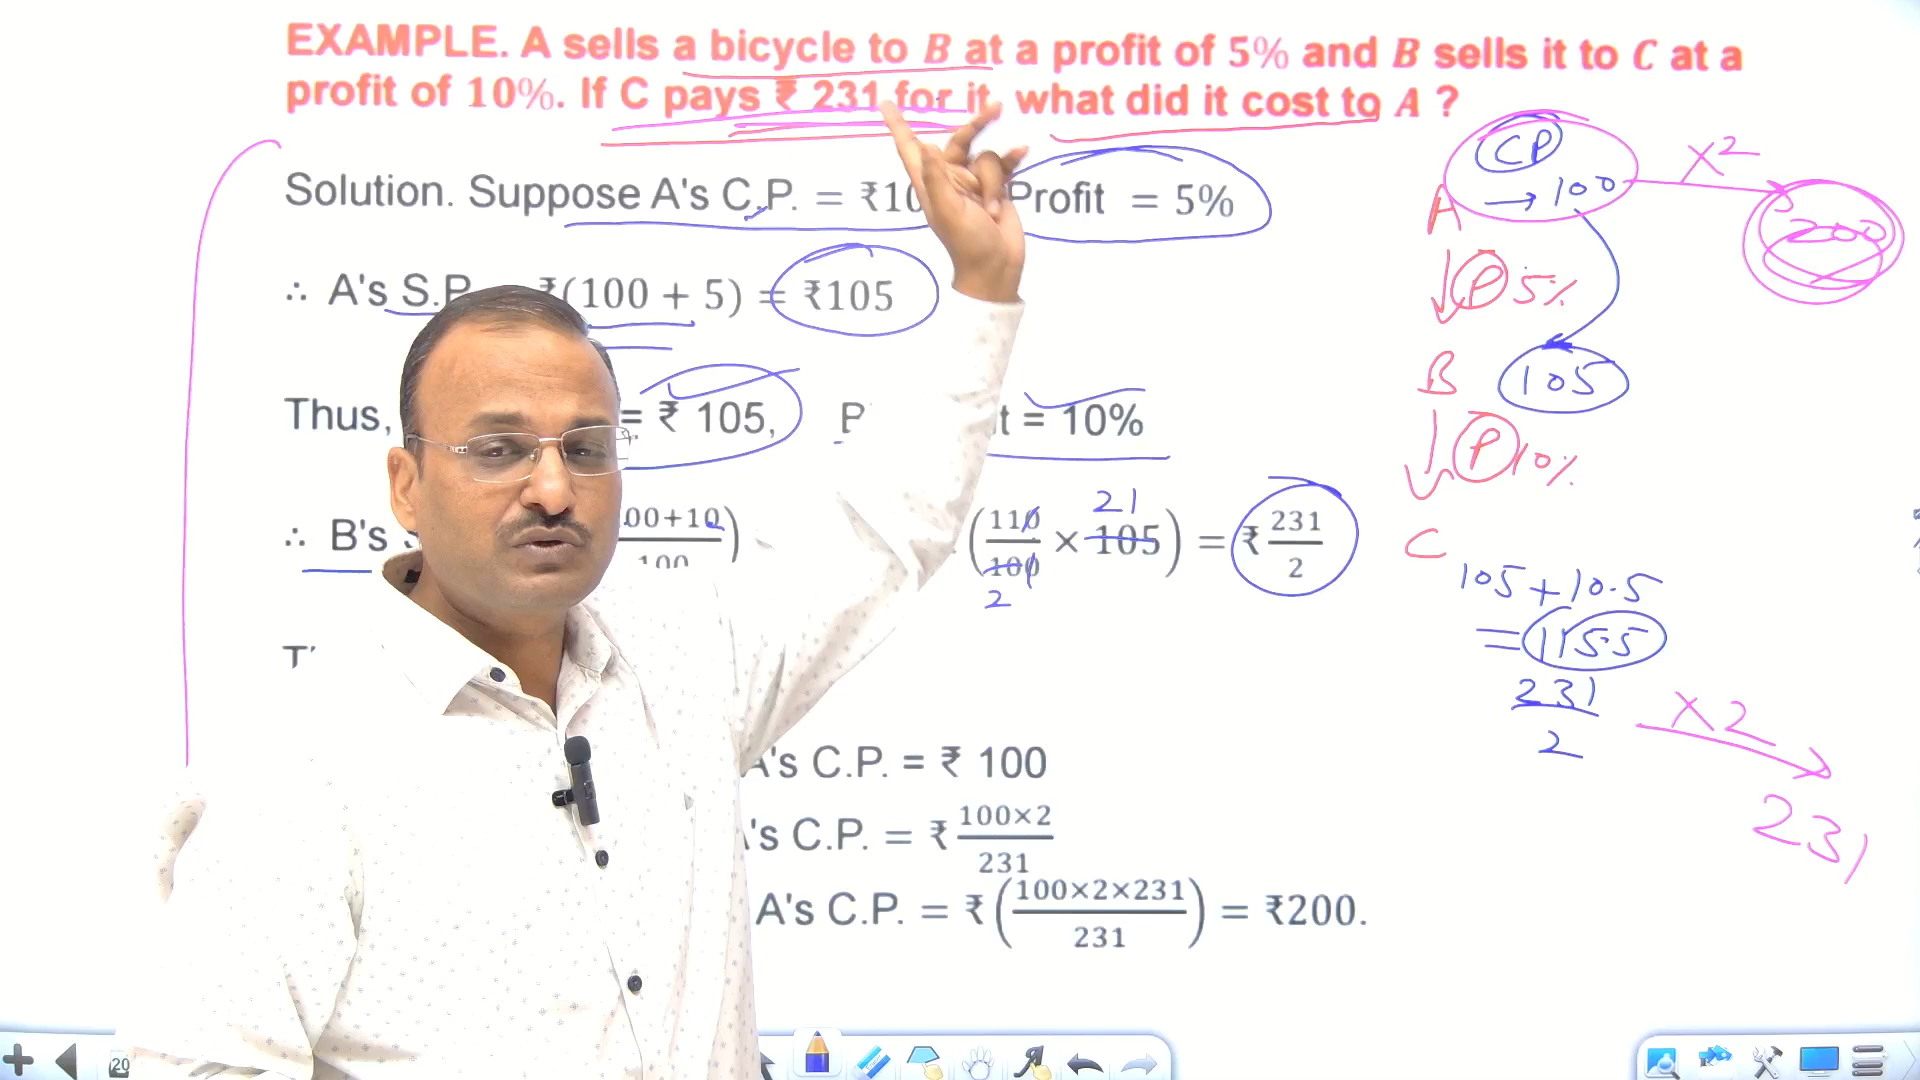 EXAMPLE. A sells a bicycle to B at a profit of 5% and B sells it to C at a
profit of 10%. If C pays ₹ 231 for it, what did it cost to A ?
Solution. Suppose A's C.P. = ₹10 Profit = 5%
∴ A's S.P. ₹(100 + 5) = ₹105
Thus, = ₹ 105, P t = 10%
∴ B's 00+10/100) (110/100 × 105) = ₹ 231/2
21
2
A's C.P. = ₹ 100
's C.P. = ₹ 100×2/231
A's C.P. = ₹ (100×2×231/231) = ₹200.
CP
A → 100 ×2 200
P 5%
B 105
P 10%
C
105 + 10.5
= 115.5
231/2 ×2 231
20